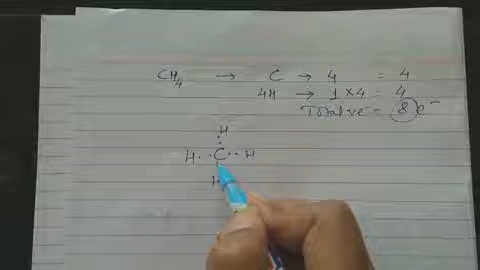 CH₄ → C → 4 = 4
4H → 1 × 4 = 4
Total ve⁻ = 8 e⁻
H
H · · C · · H
H